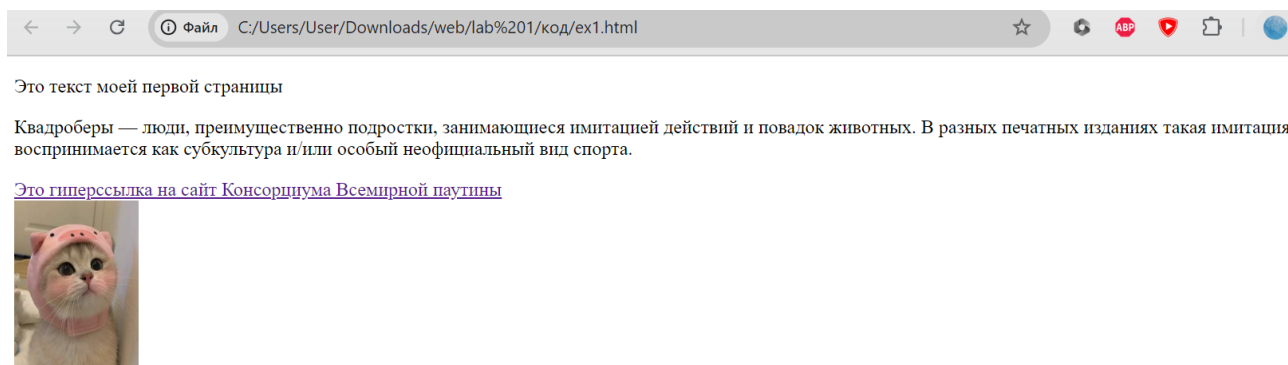 Файл C:/Users/User/Downloads/web/lab%201/код/ex1.html
ABP
Это текст моей первой страницы
Квадроберы — люди, преимущественно подростки, занимающиеся имитацией действий и повадок животных. В разных печатных изданиях такая имитация
воспринимается как субкультура и/или особый неофициальный вид спорта.
Это гиперссылка на сайт Консорциума Всемирной паутины